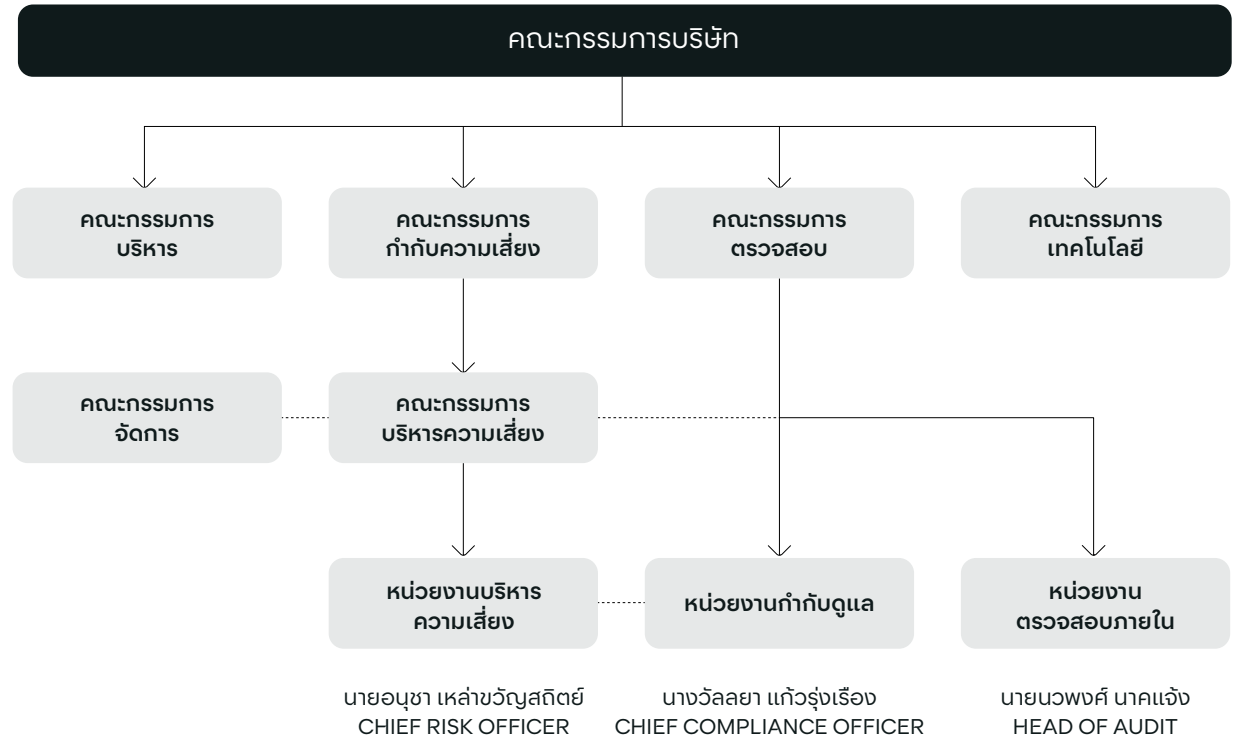 คณะกรรมการบริษัท
คณะกรรมการ
บริหาร
คณะกรรมการ
กำกับความเสี่ยง
คณะกรรมการ
ตรวจสอบ
คณะกรรมการ
เทคโนโลยี
คณะกรรมการ
จัดการ
คณะกรรมการ
บริหารความเสี่ยง
หน่วยงานบริหาร
ความเสี่ยง
หน่วยงานกำกับดูแล
หน่วยงาน
ตรวจสอบภายใน
นายอนุชา เหล่าขวัญสถิตย์
CHIEF RISK OFFICER
นางวัลลยา แก้วรุ่งเรือง
CHIEF COMPLIANCE OFFICER
นายนวพงศ์ นาคแจ้ง
HEAD OF AUDIT